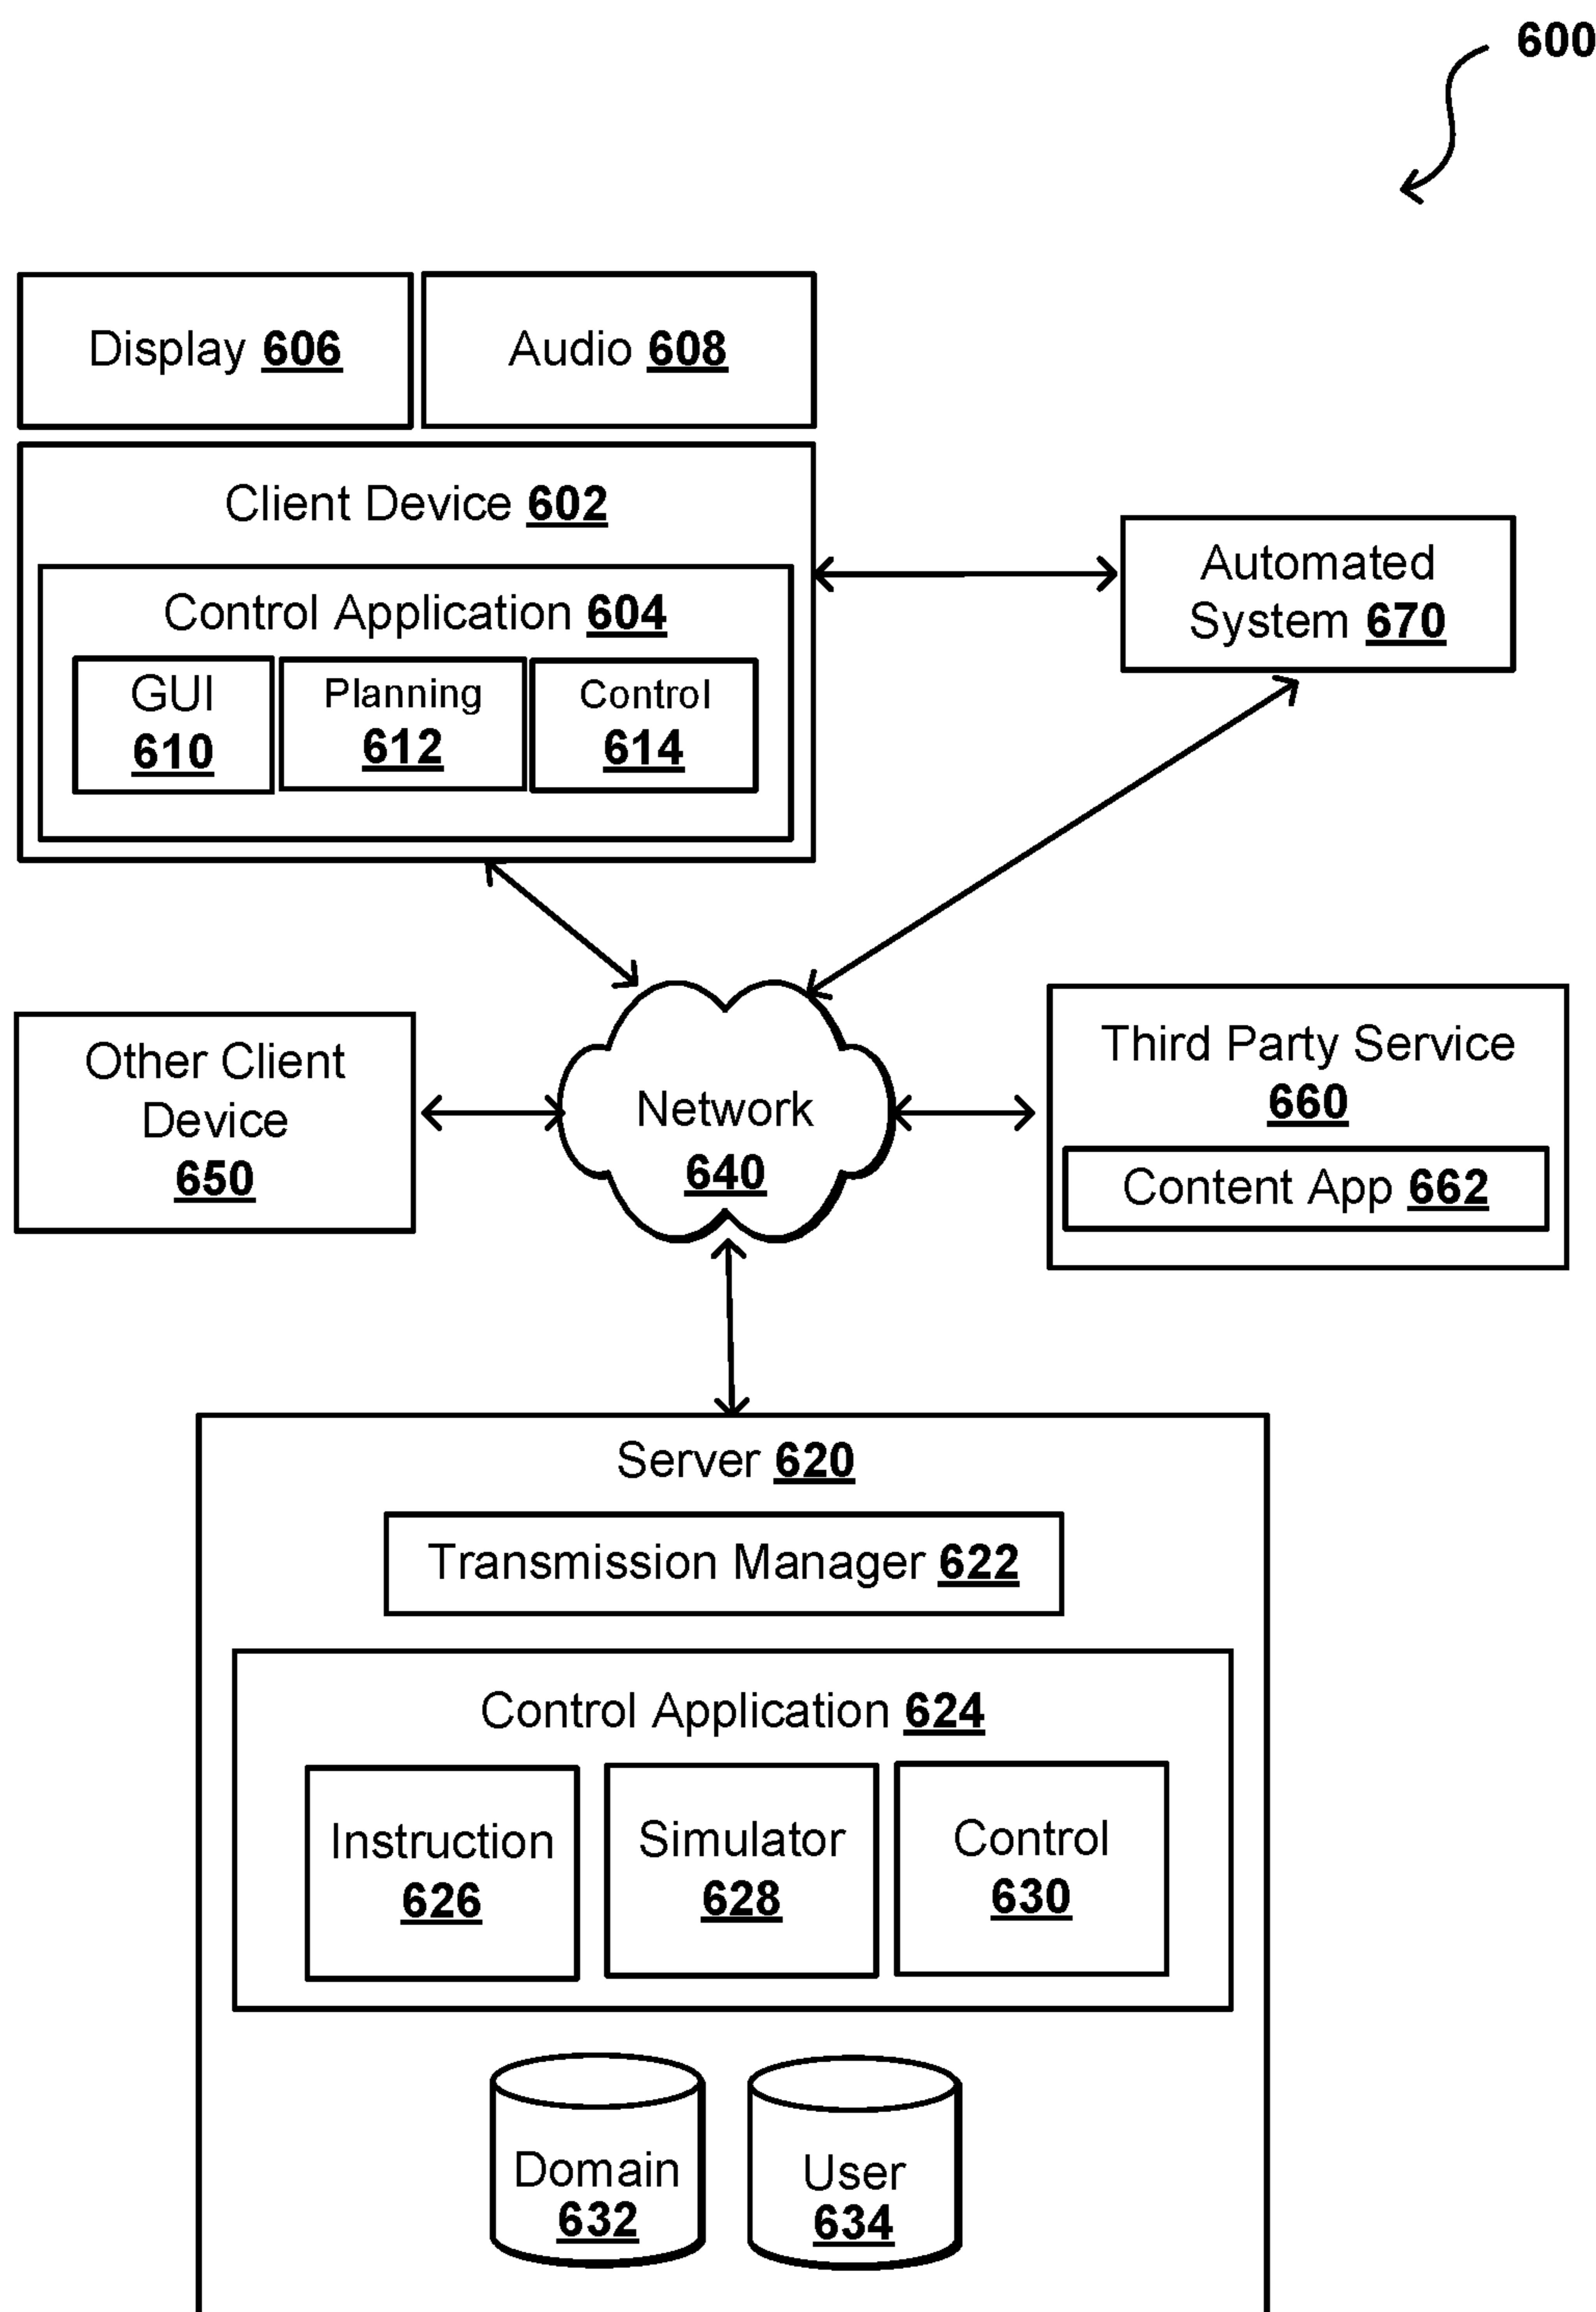 600
Display 606
Audio 608
Client Device 602
Control Application 604
GUI
610
Planning
612
Control
614
Automated
System 670
Other Client
Device
650
Network
640
Third Party Service
660
Content App 662
Server 620
Transmission Manager 622
Control Application 624
Instruction
626
Simulator
628
Control
630
Domain
632
User
634